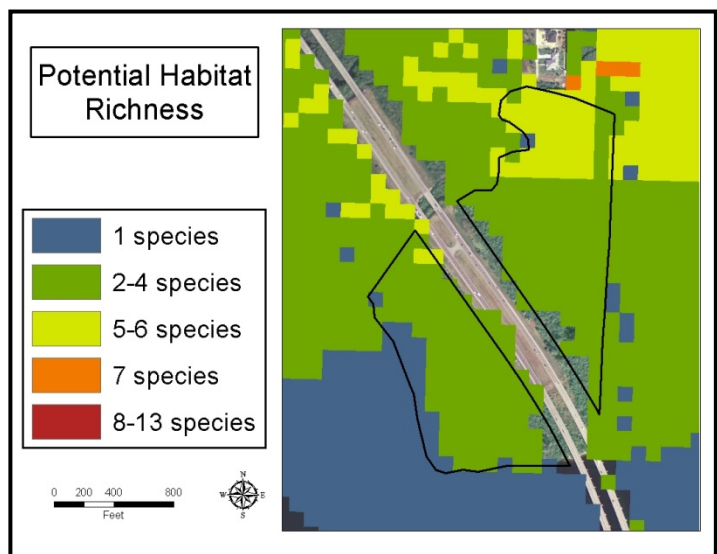 Potential Habitat
Richness
1 species
2-4 species
5-6 species
7 species
8-13 species
0 200 400 800
Feet
N
W E
S